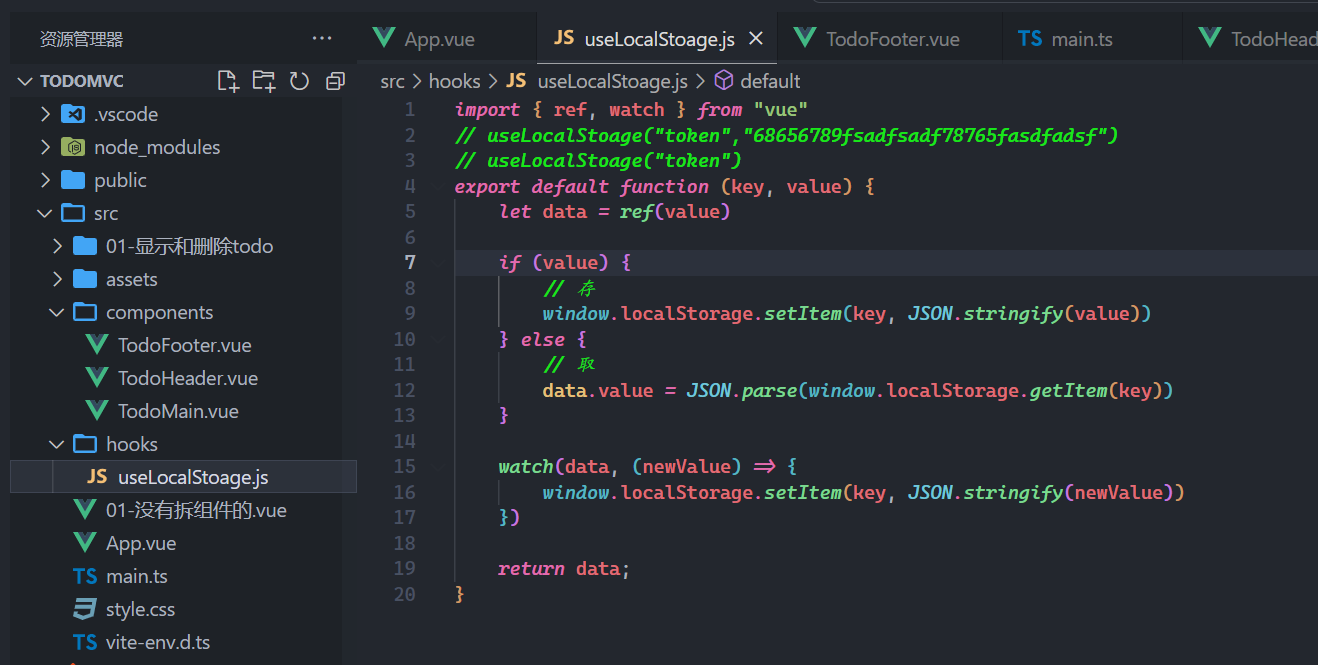 资源管理器 ···
App.vue
JS useLocalStoage.js ×
TodoFooter.vue
TS main.ts
TodoHead
TODOMVC
src > hooks > JS useLocalStoage.js > default
.vscode
node_modules
public
src
01-显示和删除todo
assets
components
TodoFooter.vue
TodoHeader.vue
TodoMain.vue
hooks
JS useLocalStoage.js
01-没有拆组件的.vue
App.vue
TS main.ts
style.css
TS vite-env.d.ts
1 import { ref, watch } from "vue"
2 // useLocalStoage("token","68656789fsadfsadf78765fasdfadsf")
3 // useLocalStoage("token")
4 export default function (key, value) {
5     let data = ref(value)
6
7     if (value) {
8         // 存
9         window.localStorage.setItem(key, JSON.stringify(value))
10     } else {
11         // 取
12         data.value = JSON.parse(window.localStorage.getItem(key))
13     }
14
15     watch(data, (newValue) => {
16         window.localStorage.setItem(key, JSON.stringify(newValue))
17     })
18
19     return data;
20 }